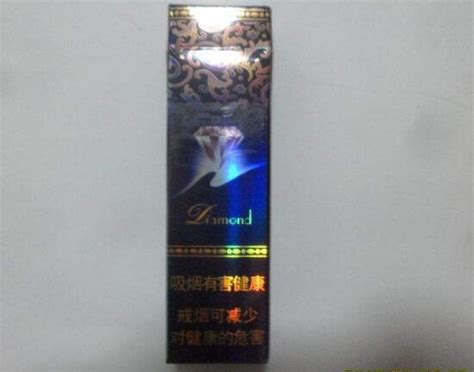 Diamond
吸烟有害健康
戒烟可减少
对健康的危害